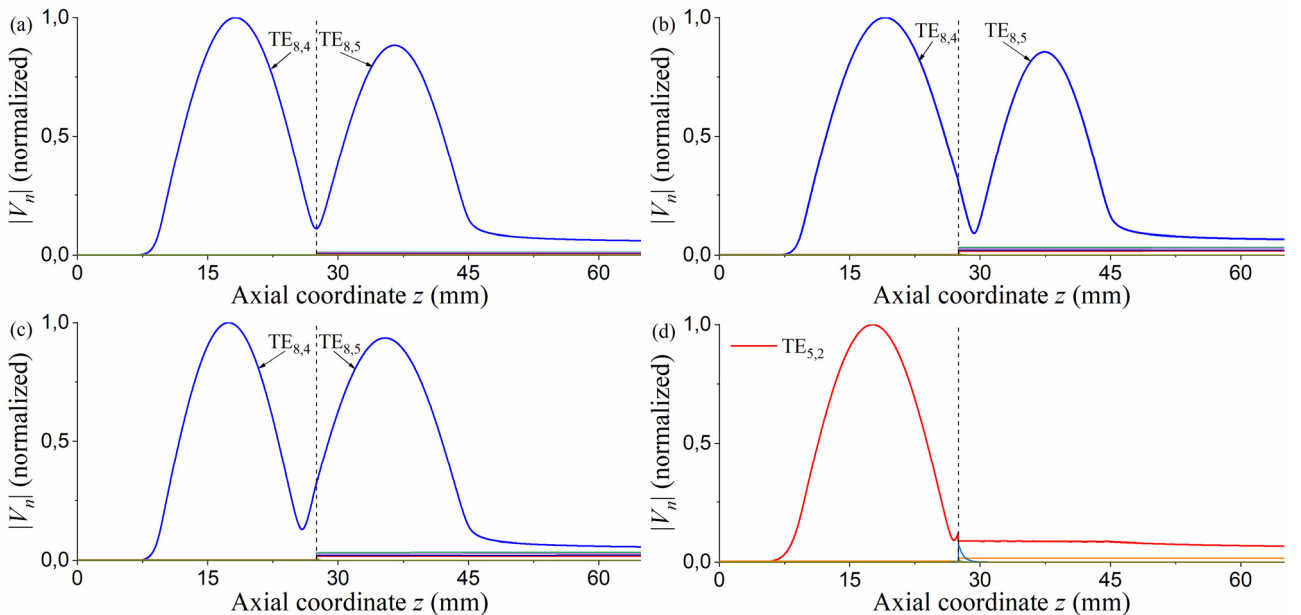 (a)
1,0
0,5
0,0
|Vn| (normalized)
TE8,4
TE8,5
0 15 30 45 60
Axial coordinate z (mm)
(b)
1,0
0,5
0,0
|Vn| (normalized)
TE8,4
TE8,5
0 15 30 45 60
Axial coordinate z (mm)
(c)
1,0
0,5
0,0
|Vn| (normalized)
TE8,4
TE8,5
0 15 30 45 60
Axial coordinate z (mm)
(d)
1,0
0,5
0,0
|Vn| (normalized)
TE5,2
0 15 30 45 60
Axial coordinate z (mm)